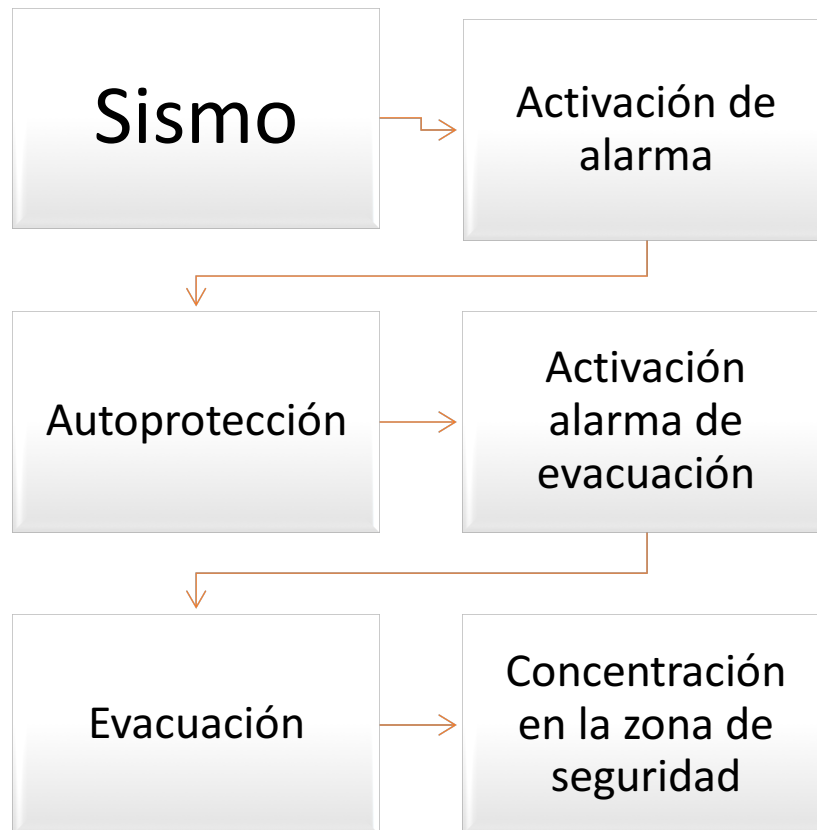 Sismo
Activación de
alarma
Autoprotección
Activación
alarma de
evacuación
Evacuación
Concentración
en la zona de
seguridad